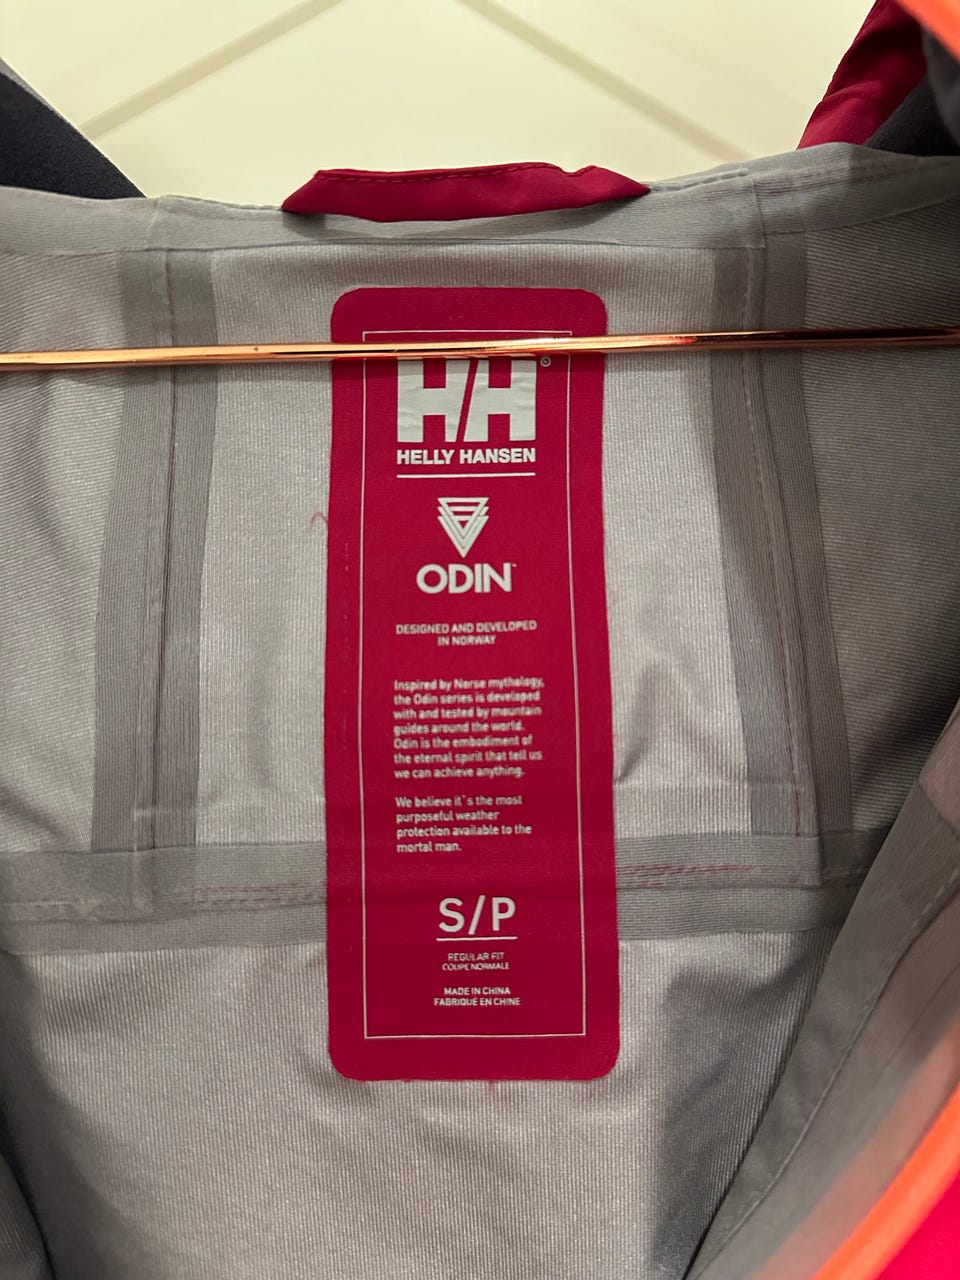 HH®
HELLY HANSEN
ODIN™
DESIGNED AND DEVELOPED
IN NORWAY
Inspired by Norse mythology,
the Odin series is developed
with and tested by mountain
guides around the world.
Odin is the embodiment of
the eternal spirit that tell us
we can achieve anything.
We believe it's the most
purposeful weather
protection available to the
mortal man.
S/P
REGULAR FIT
COUPE NORMALE
MADE IN CHINA
FABRIQUÉ EN CHINE